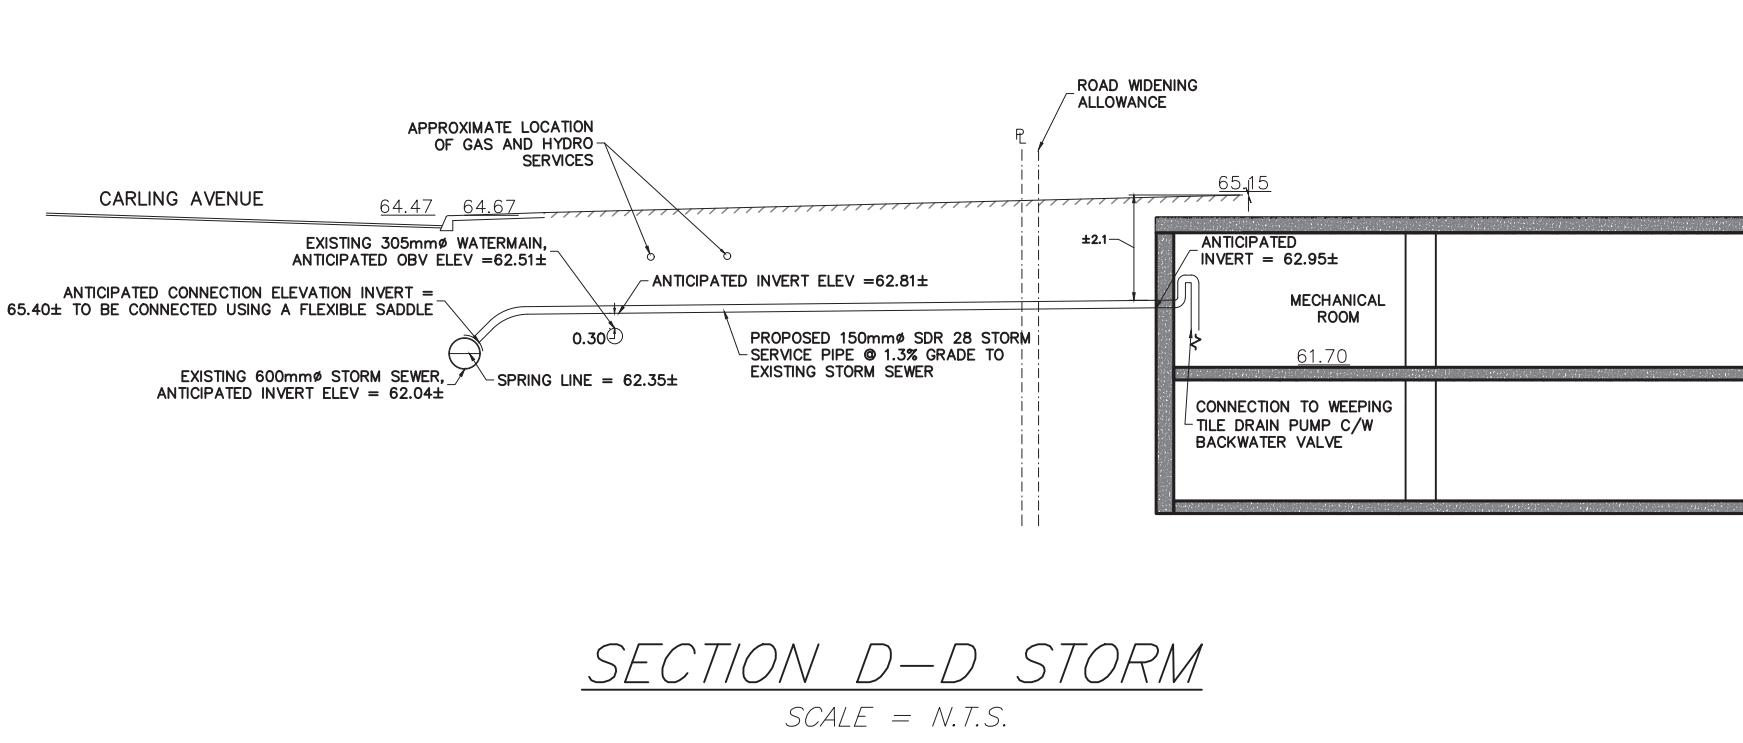 ROAD WIDENING
ALLOWANCE
APPROXIMATE LOCATION
OF GAS AND HYDRO
SERVICES
PL
CARLING AVENUE
64.47
64.67
65.15
EXISTING 305mmø WATERMAIN,
ANTICIPATED OBV ELEV =62.51±
±2.1
ANTICIPATED
INVERT = 62.95±
ANTICIPATED INVERT ELEV =62.81±
ANTICIPATED CONNECTION ELEVATION INVERT =
65.40± TO BE CONNECTED USING A FLEXIBLE SADDLE
MECHANICAL
ROOM
0.30
PROPOSED 150mmø SDR 28 STORM
SERVICE PIPE @ 1.3% GRADE TO
EXISTING STORM SEWER
61.70
EXISTING 600mmø STORM SEWER,
ANTICIPATED INVERT ELEV = 62.04±
SPRING LINE = 62.35±
CONNECTION TO WEEPING
TILE DRAIN PUMP C/W
BACKWATER VALVE
SECTION D-D STORM
SCALE = N.T.S.